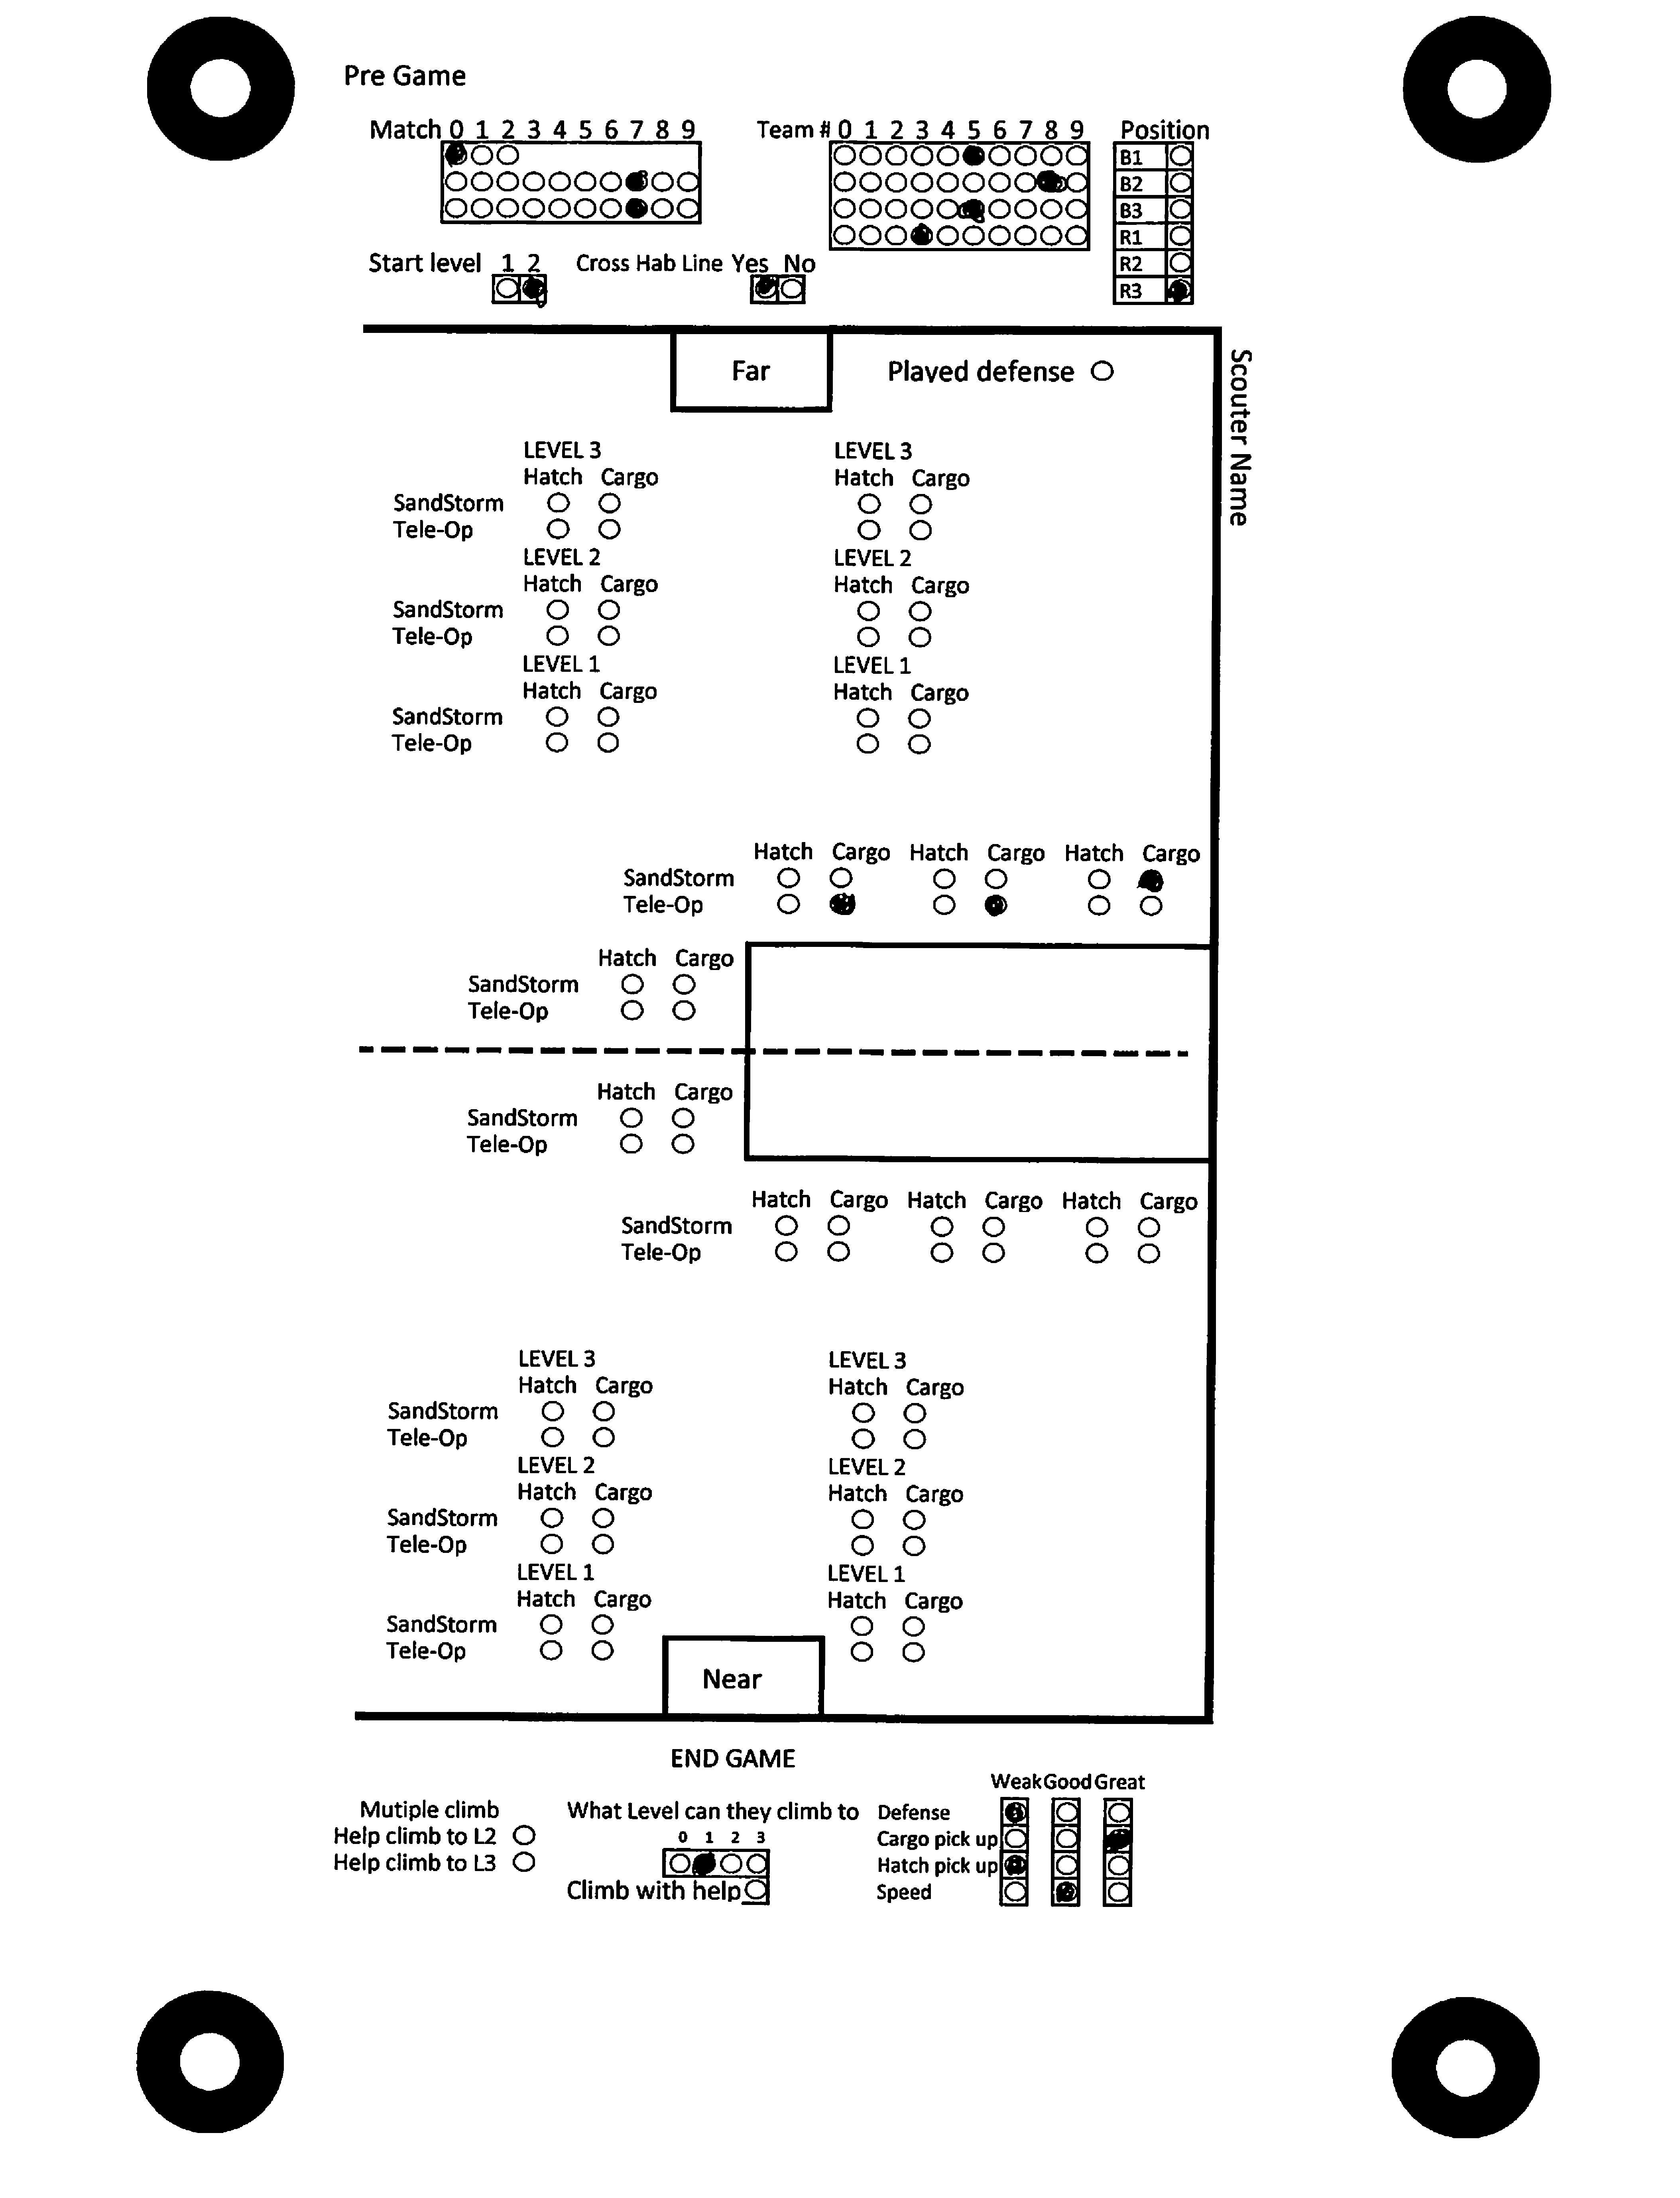 Pre Game
Match 0 1 2 3 4 5 6 7 8 9
Team # 0 1 2 3 4 5 6 7 8 9
Position
B1
B2
B3
R1
R2
R3
Start level 1 2
Cross Hab Line Yes No
Far
Played defense
Scouter Name
LEVEL 3 LEVEL 3
Hatch Cargo Hatch Cargo
SandStorm
Tele-Op
LEVEL 2 LEVEL 2
Hatch Cargo Hatch Cargo
SandStorm
Tele-Op
LEVEL 1 LEVEL 1
Hatch Cargo Hatch Cargo
SandStorm
Tele-Op
Hatch Cargo Hatch Cargo Hatch Cargo
SandStorm
Tele-Op
Hatch Cargo
SandStorm
Tele-Op
Hatch Cargo
SandStorm
Tele-Op
Hatch Cargo Hatch Cargo Hatch Cargo
SandStorm
Tele-Op
LEVEL 3 LEVEL 3
Hatch Cargo Hatch Cargo
SandStorm
Tele-Op
LEVEL 2 LEVEL 2
Hatch Cargo Hatch Cargo
SandStorm
Tele-Op
LEVEL 1 LEVEL 1
Hatch Cargo Hatch Cargo
SandStorm
Tele-Op
Near
END GAME
Mutiple climb
Help climb to L2
Help climb to L3
What Level can they climb to
0 1 2 3
Climb with help
Weak Good Great
Defense
Cargo pick up
Hatch pick up
Speed